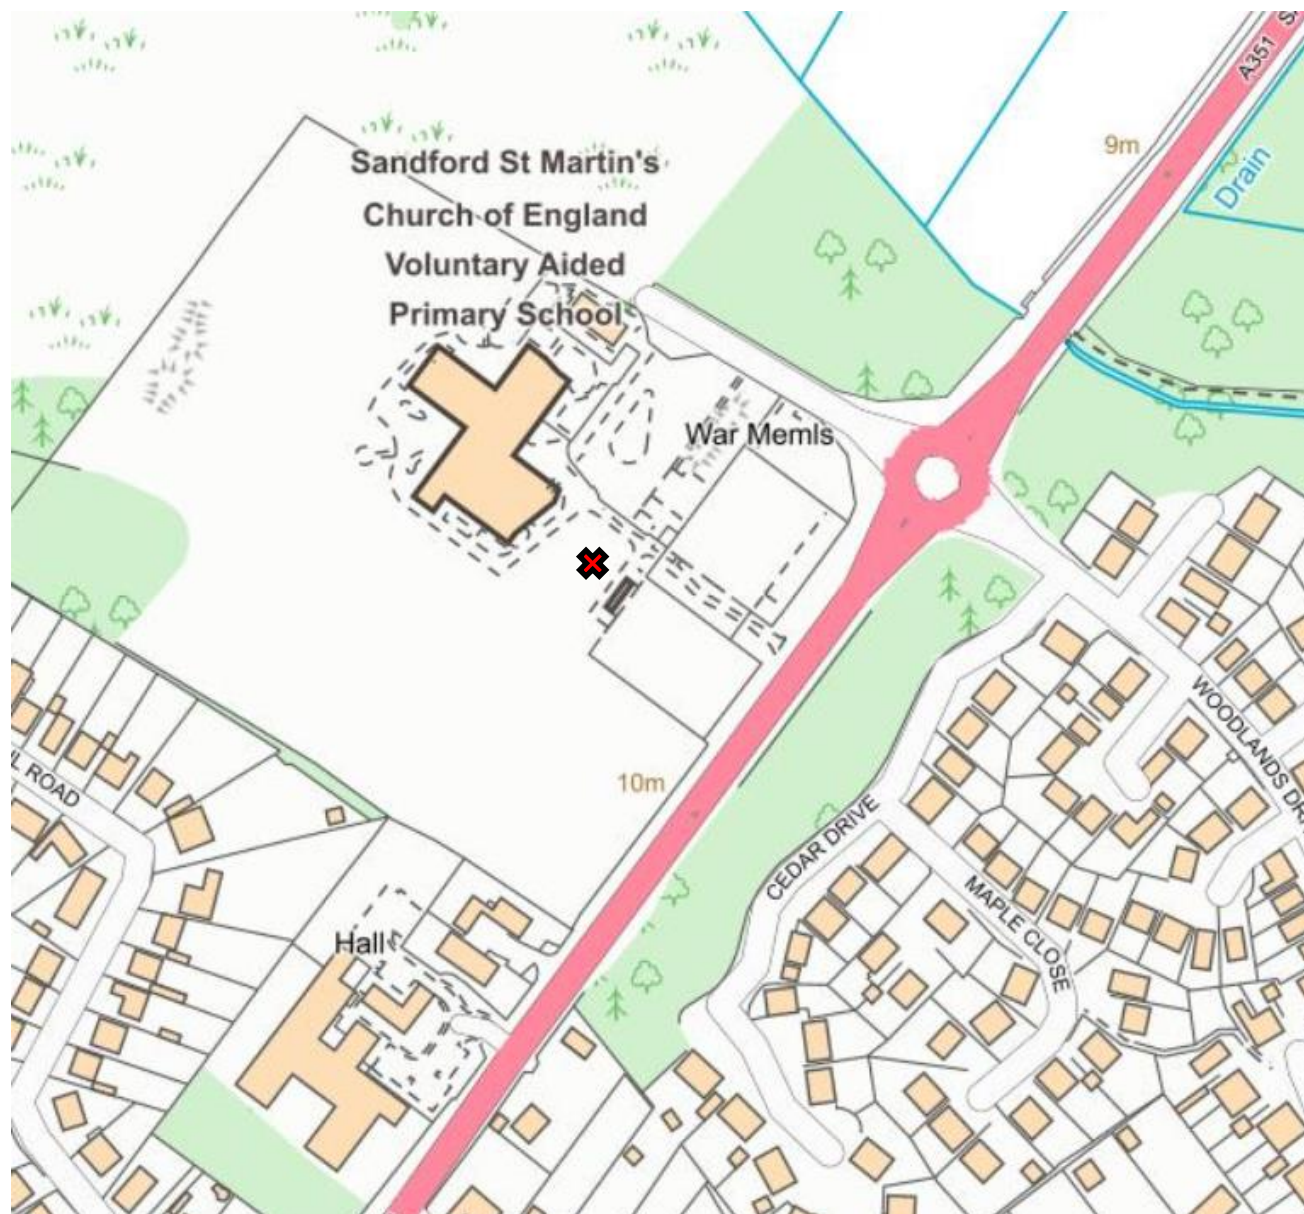 A351
9m
Drain
Sandford St Martin's
Church of England
Voluntary Aided
Primary School
War Memls
WOODLANDS
ROAD
10m
CEDAR DRIVE
MAPLE CLOSE
Hall